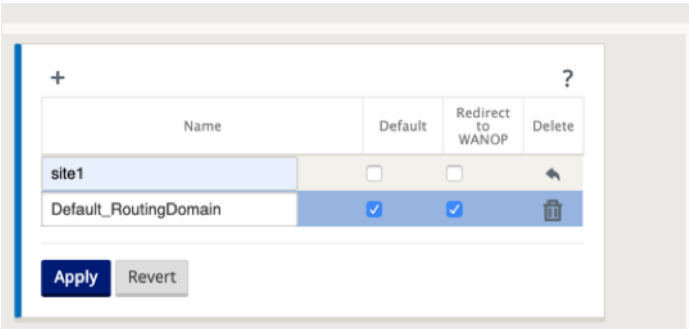 + ?
Name Default Redirect to WANOP Delete
site1
Default_RoutingDomain
Apply Revert